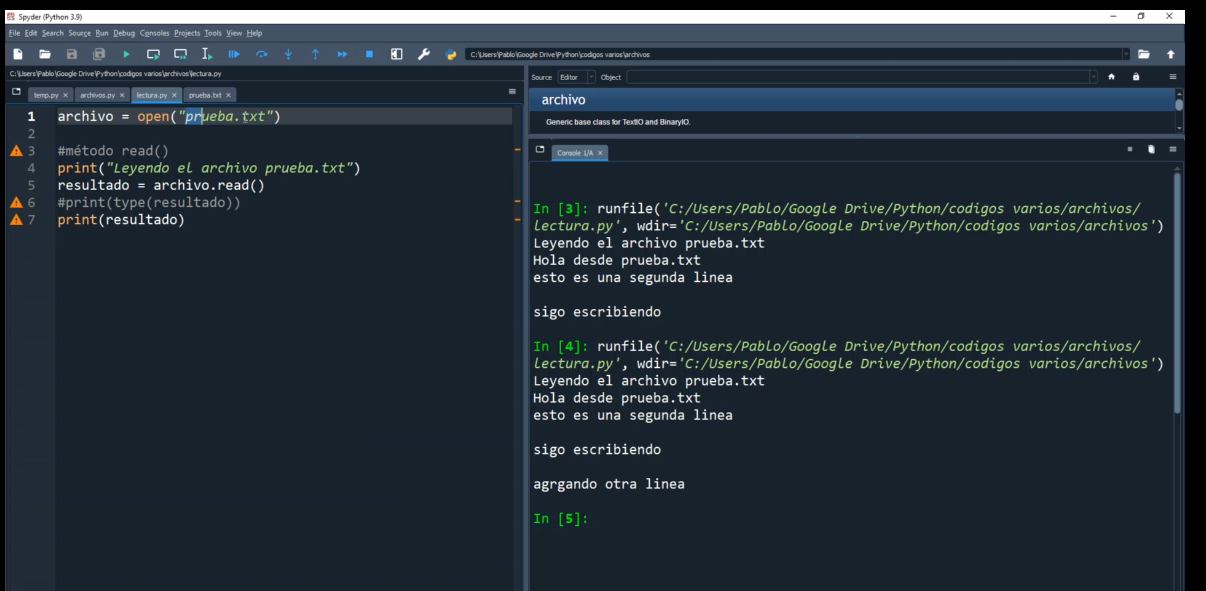 Spyder (Python 3.9)
File Edit Search Source Run Debug Consoles Projects Tools View Help
C:\Users\Pablo\Google Drive\Python\codigos varios\archivos
C:\Users\Pablo\Google Drive\Python\codigos varios\archivos\lectura.py
temp.py archivos.py lectura.py prueba.txt
1 archivo = open("prueba.txt")
2
3 #método read()
4 print("Leyendo el archivo prueba.txt")
5 resultado = archivo.read()
6 #print(type(resultado))
7 print(resultado)
Source Editor Object
archivo
Generic base class for TextIO and BinaryIO.
Console 1/A
In [3]: runfile('C:/Users/Pablo/Google Drive/Python/codigos varios/archivos/
lectura.py', wdir='C:/Users/Pablo/Google Drive/Python/codigos varios/archivos')
Leyendo el archivo prueba.txt
Hola desde prueba.txt
esto es una segunda linea
sigo escribiendo
In [4]: runfile('C:/Users/Pablo/Google Drive/Python/codigos varios/archivos/
lectura.py', wdir='C:/Users/Pablo/Google Drive/Python/codigos varios/archivos')
Leyendo el archivo prueba.txt
Hola desde prueba.txt
esto es una segunda linea
sigo escribiendo
agrgando otra linea
In [5]: